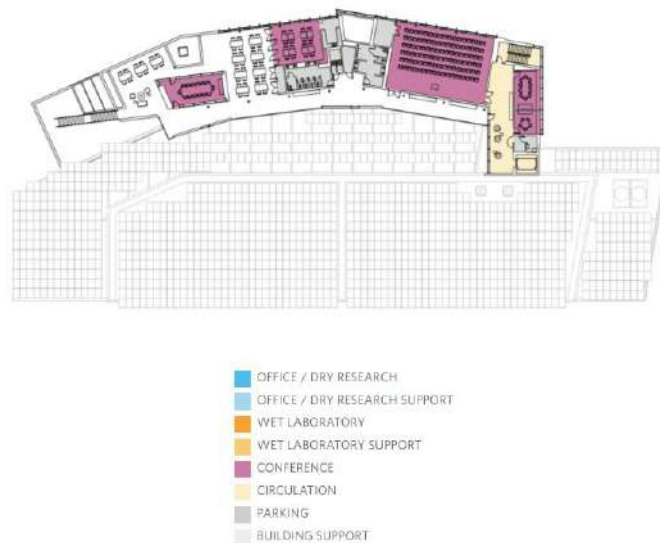 OFFICE / DRY RESEARCH
OFFICE / DRY RESEARCH SUPPORT
WET LABORATORY
WET LABORATORY SUPPORT
CONFERENCE
CIRCULATION
PARKING
BUILDING SUPPORT